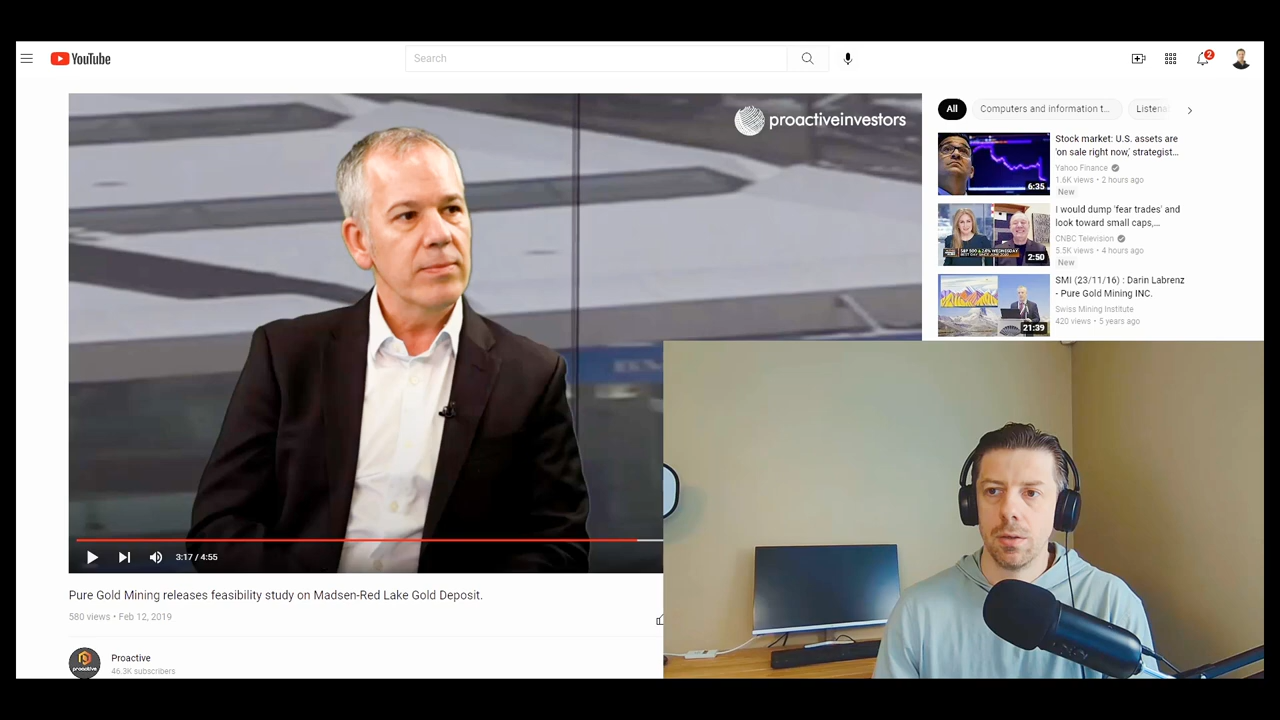 YouTube
Search
2
proactiveinvestors
3:17 / 4:55
Pure Gold Mining releases feasibility study on Madsen-Red Lake Gold Deposit.
580 views • Feb 12, 2019
Proactive
46.3K subscribers
All
Computers and information t...
Listena
6:35
Stock market: U.S. assets are
'on sale right now,' strategist...
Yahoo Finance
1.6K views • 2 hours ago
New
2:50
I would dump 'fear trades' and
look toward small caps,...
CNBC Television
5.5K views • 4 hours ago
New
21:39
SMI (23/11/16) : Darin Labrenz
- Pure Gold Mining INC.
Swiss Mining Institute
420 views • 5 years ago